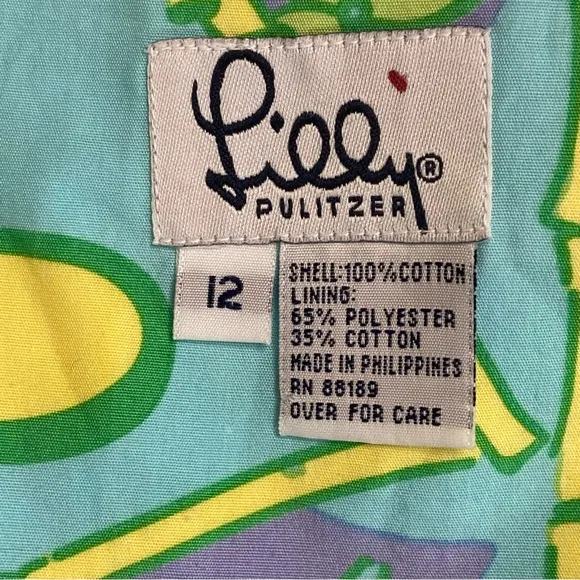 Lilly®
PULITZER
12
SHELL:100%COTTON
LINING:
65% POLYESTER
35% COTTON
MADE IN PHILIPPINES
RN 88189
OVER FOR CARE